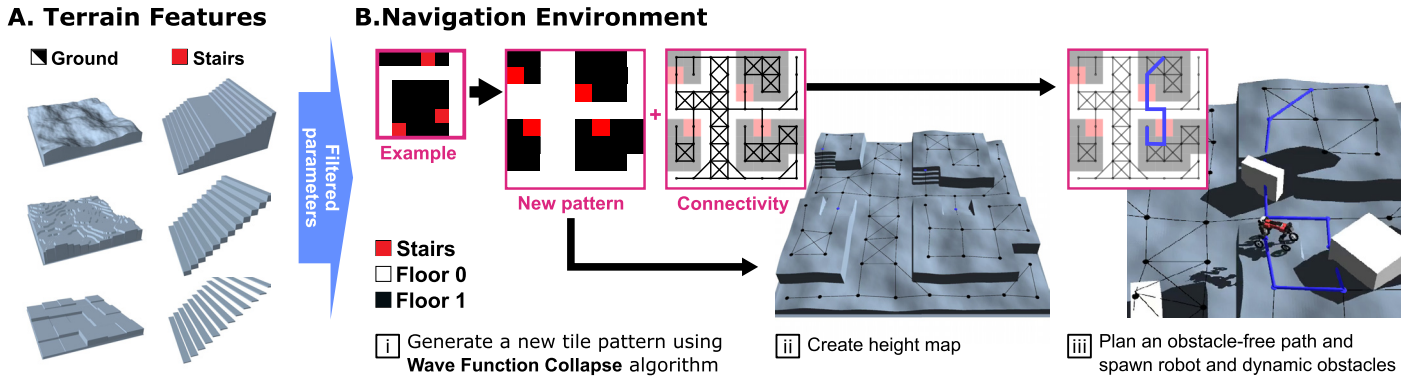 A. Terrain Features
Ground
Stairs
Filtered
parameters
B.Navigation Environment
Example
New pattern
+
Connectivity
Stairs
Floor 0
Floor 1
i Generate a new tile pattern using
Wave Function Collapse algorithm
ii Create height map
iii Plan an obstacle-free path and
spawn robot and dynamic obstacles